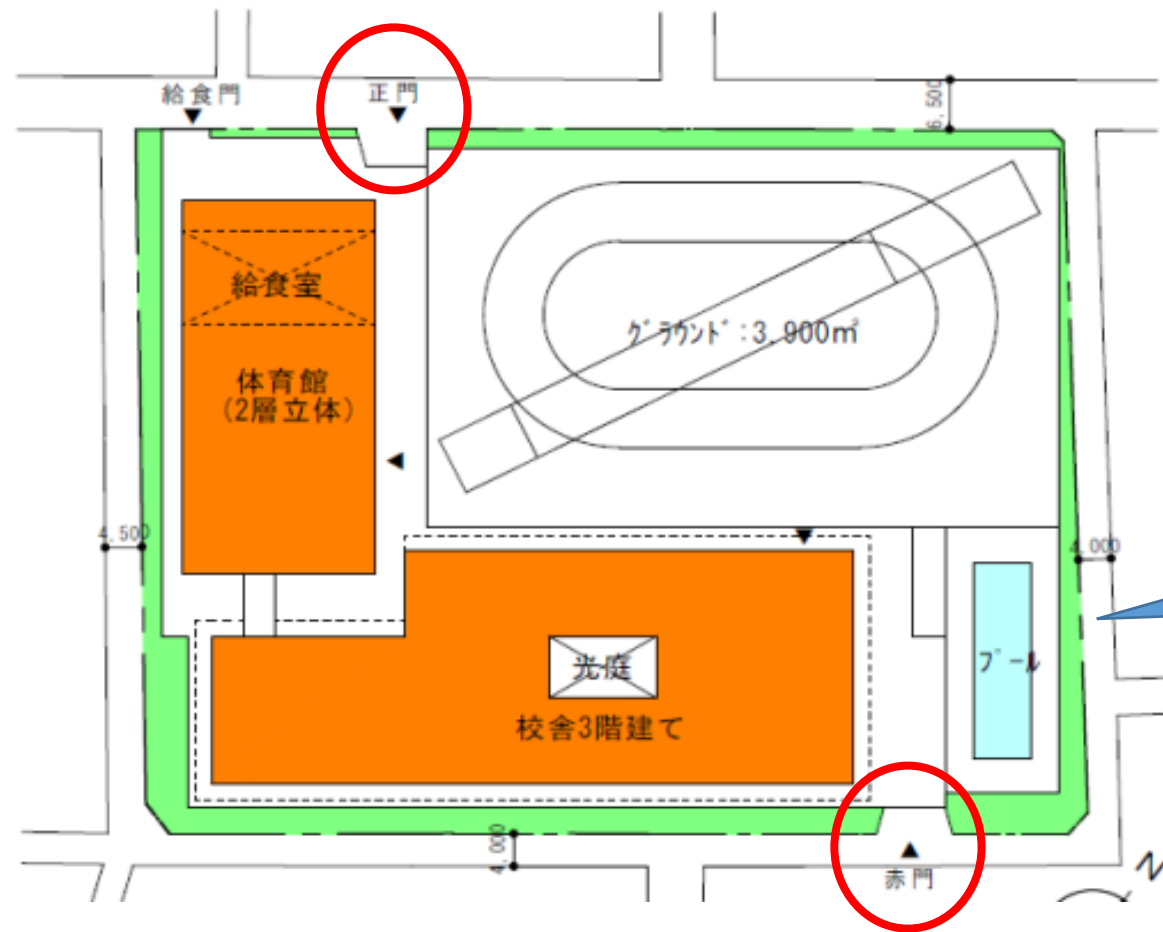 給食門
正門
6,500
給食室
グラウンド:3,900㎡
体育館
(2層立体)
4,500
4,000
光庭
プール
校舎3階建て
4,000
赤門
N